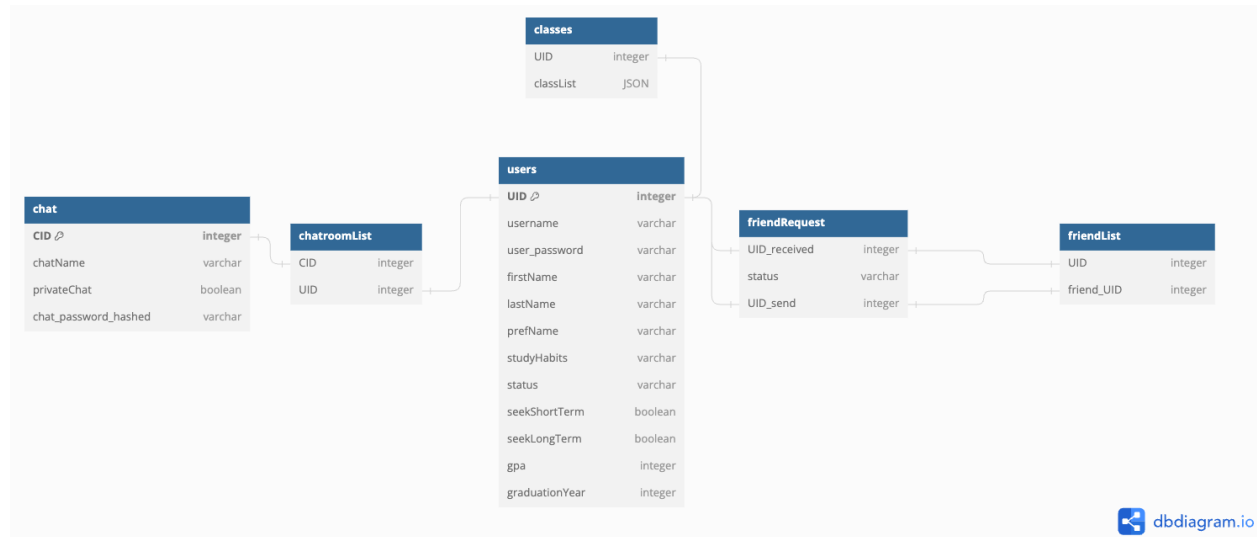 classes
UID integer
classList JSON
users
UID integer
username varchar
user_password varchar
firstName varchar
lastName varchar
prefName varchar
studyHabits varchar
status varchar
seekShortTerm boolean
seekLongTerm boolean
gpa integer
graduationYear integer
chat
CID integer
chatName varchar
privateChat boolean
chat_password_hashed varchar
chatroomList
CID integer
UID integer
friendRequest
UID_received integer
status varchar
UID_send integer
friendList
UID integer
friend_UID integer
dbdiagram.io